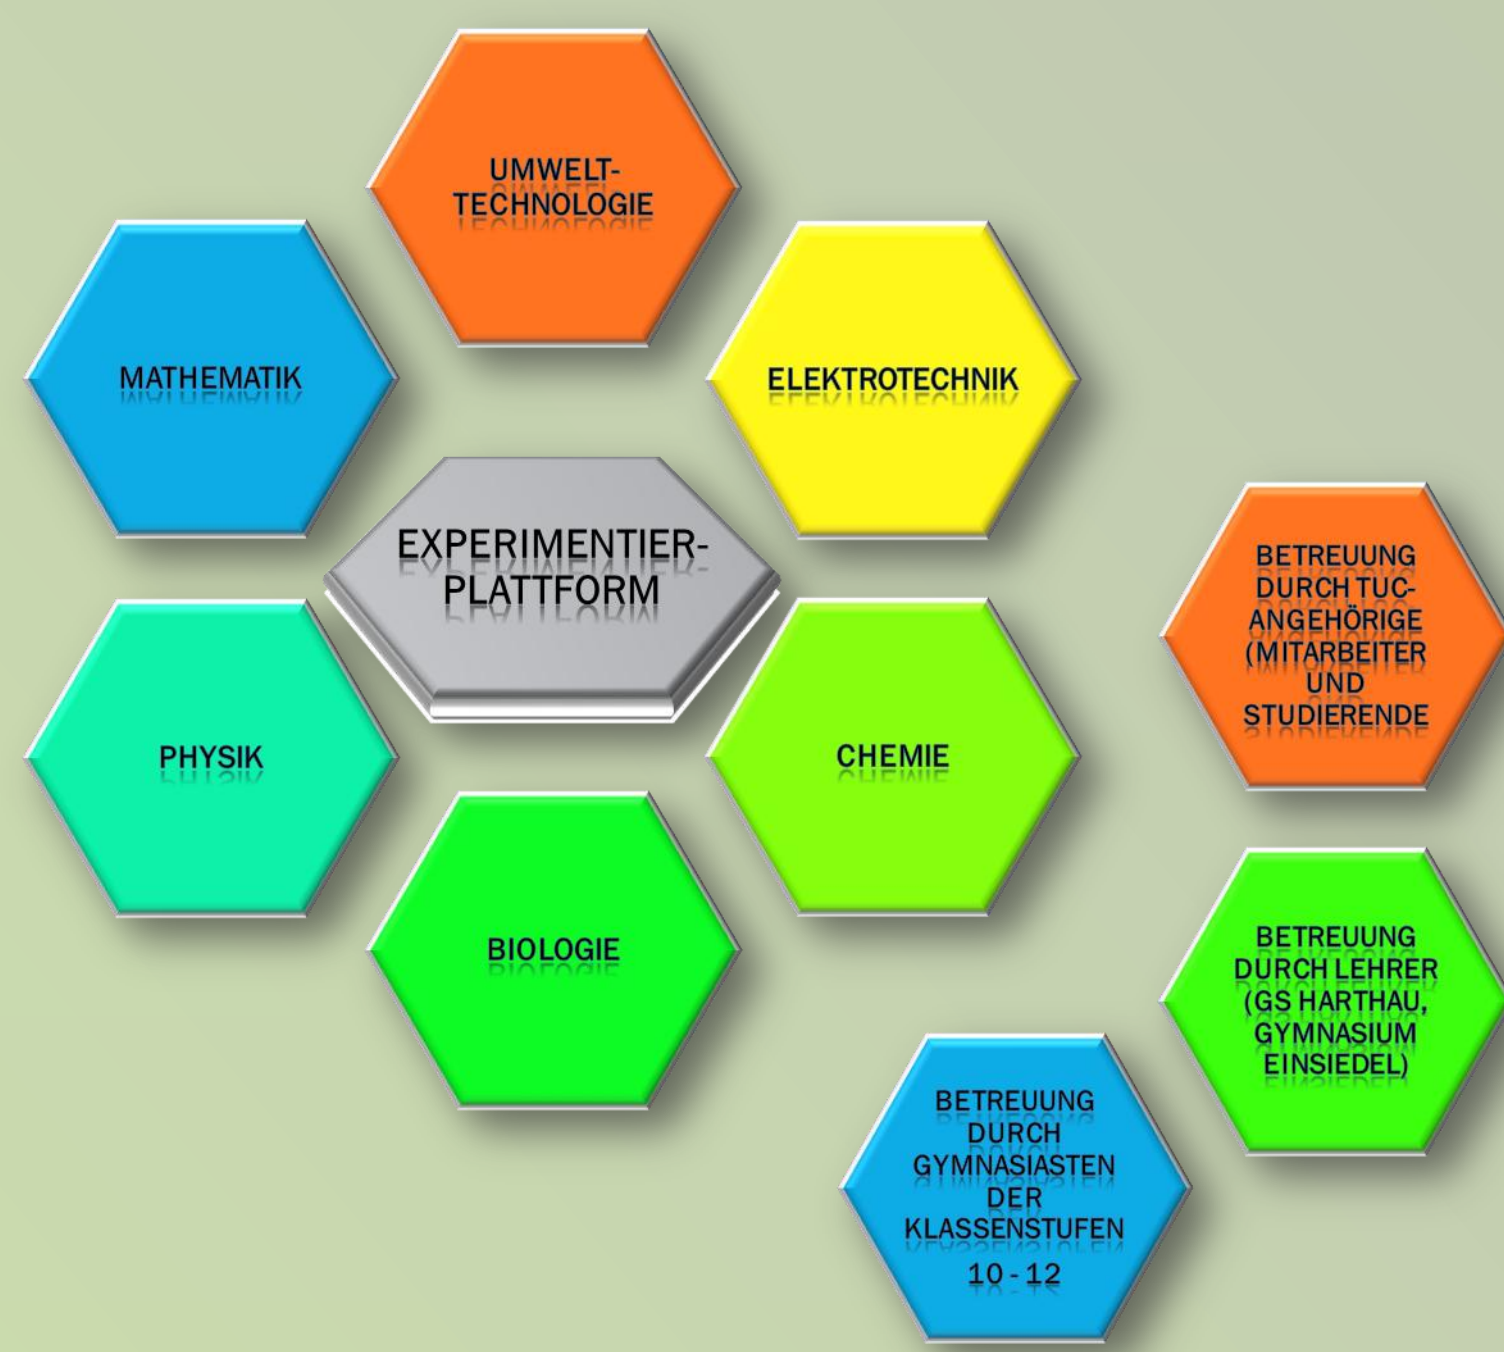 UMWELT-
TECHNOLOGIE
MATHEMATIK
ELEKTROTECHNIK
EXPERIMENTIER-
PLATTFORM
PHYSIK
CHEMIE
BIOLOGIE
BETREUUNG
DURCH TUC-
ANGEHÖRIGE
(MITARBEITER
UND
STUDIERENDE
BETREUUNG
DURCH LEHRER
(GS HARTHAU,
GYMNASIUM
EINSIEDEL)
BETREUUNG
DURCH
GYMNASIASTEN
DER
KLASSENSTUFEN
10 - 12